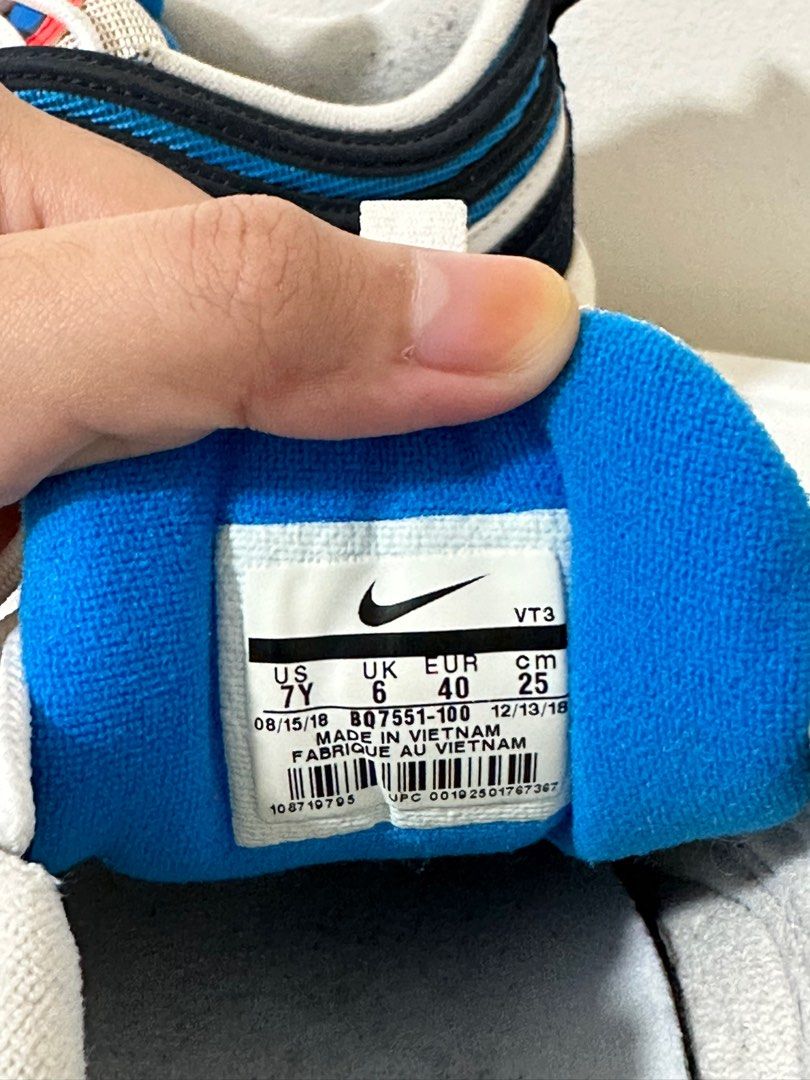 VT3
US UK EUR cm
7Y 6 40 25
08/15/18 BQ7551-100 12/13/18
MADE IN VIETNAM
FABRIQUE AU VIETNAM
108719795 UPC 00192501767367